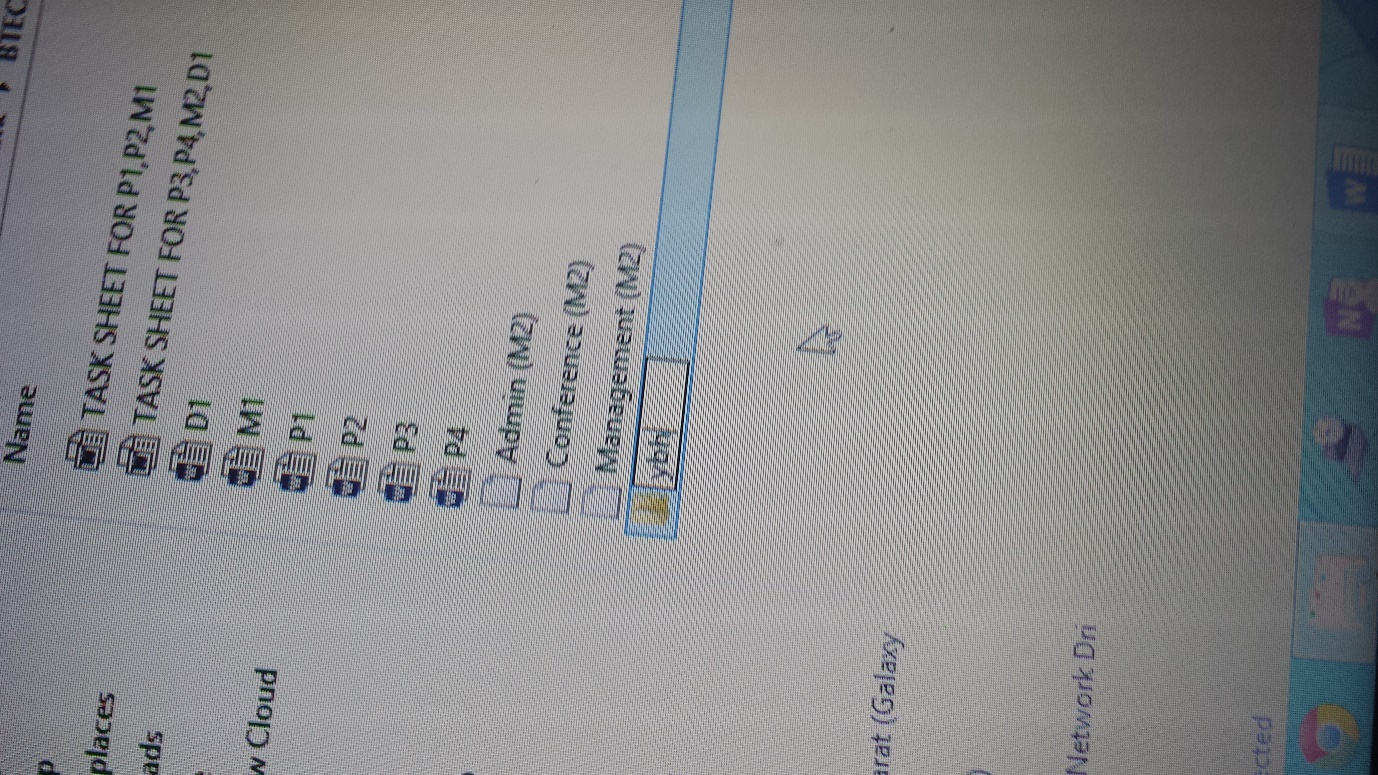 BTEC
Name
TASK SHEET FOR P1,P2,M1
TASK SHEET FOR P3,P4,M2,D1
D1
M1
P1
P2
P3
P4
Admin (M2)
Conference (M2)
Management (M2)
p
places
ads
w Cloud
arat (Galaxy
)
Network Dri
cted
W
N